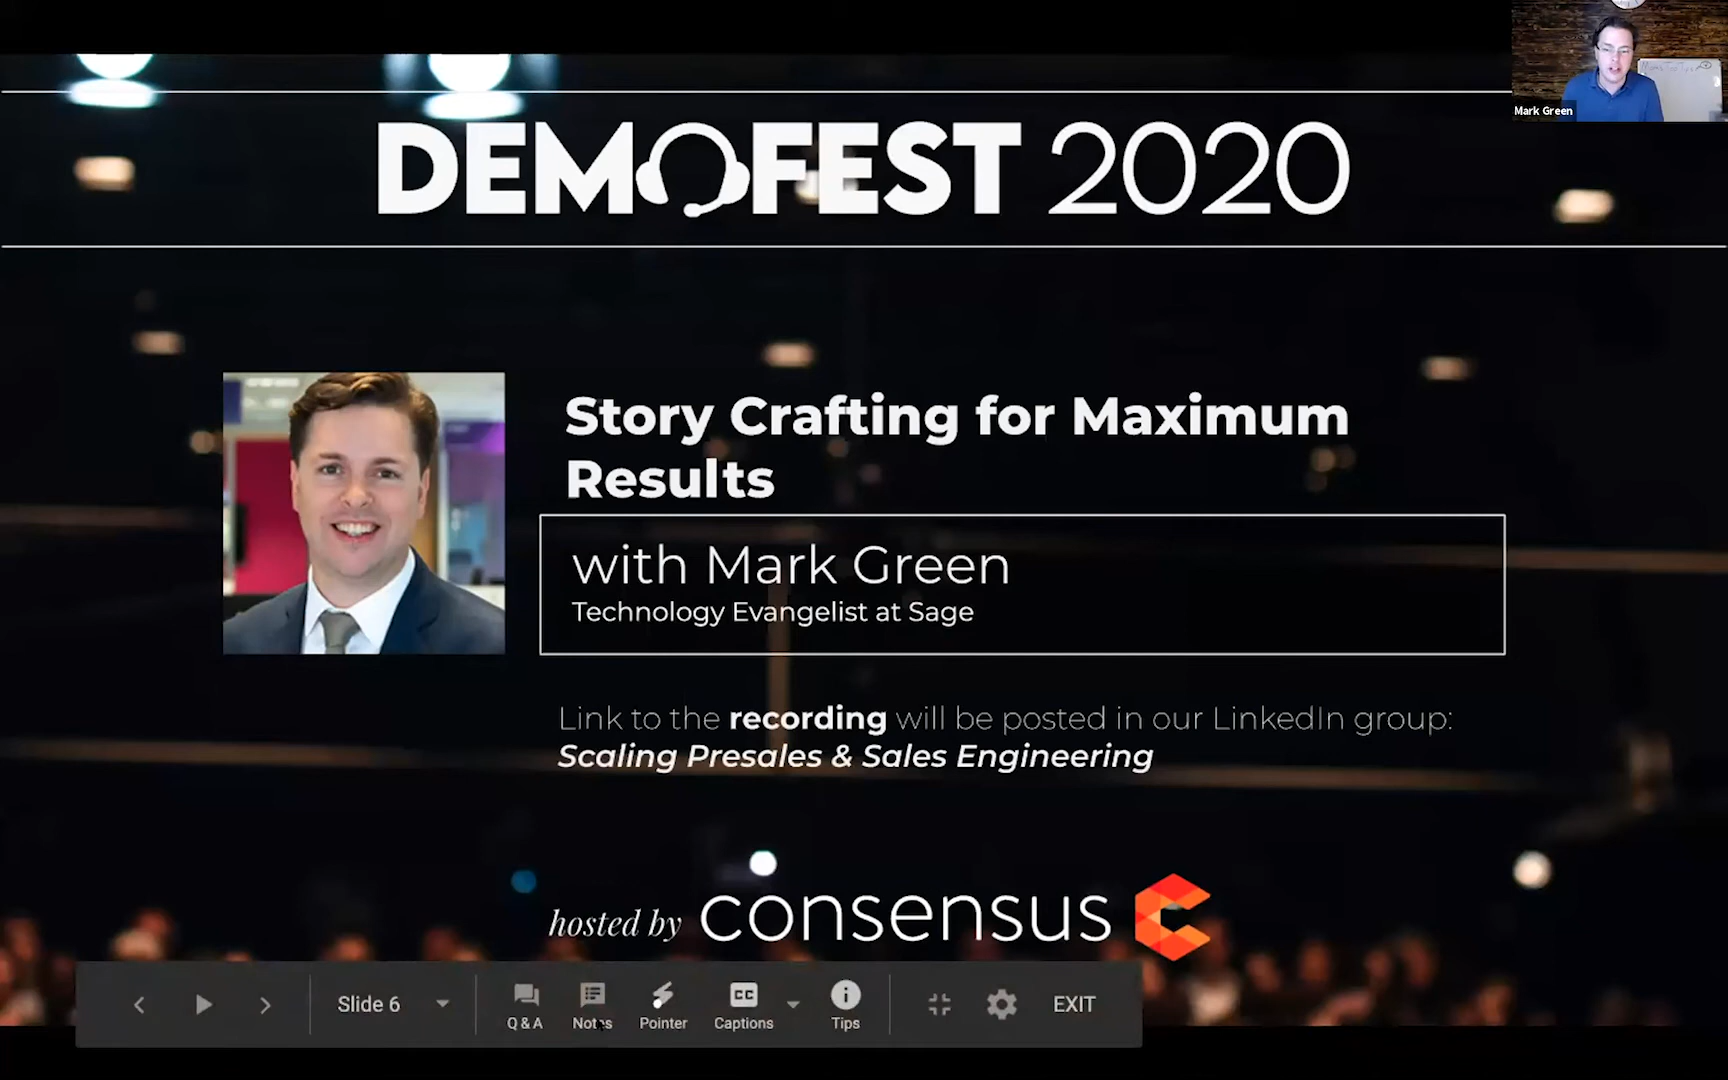 DEMOFEST 2020
Mark Green
Story Crafting for Maximum
Results
with Mark Green
Technology Evangelist at Sage
Link to the recording will be posted in our LinkedIn group:
Scaling Presales & Sales Engineering
hosted by consensus
Slide 6
Q & A
Notes
Pointer
CC
Captions
Tips
EXIT